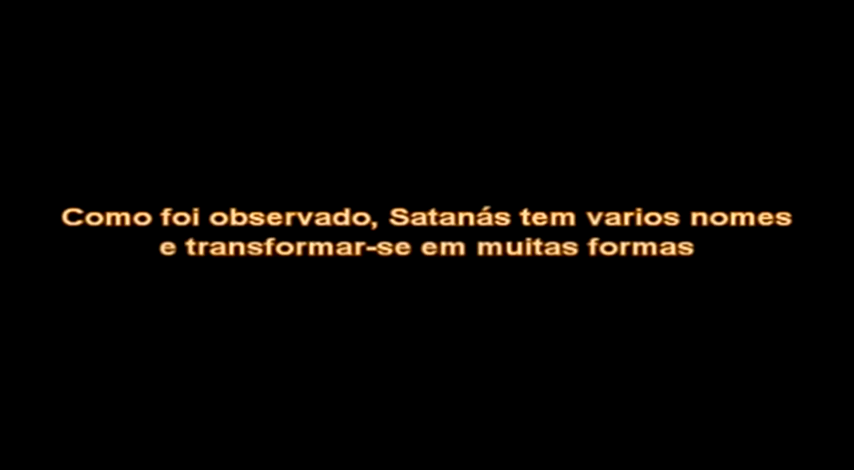 Como foi observado, Satanás tem varios nomes
e transformar-se em muitas formas